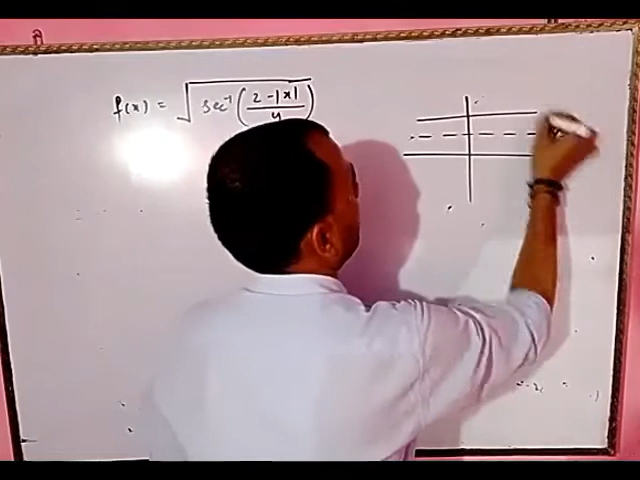 f(x) = √sec⁻¹(2-|x|/4)